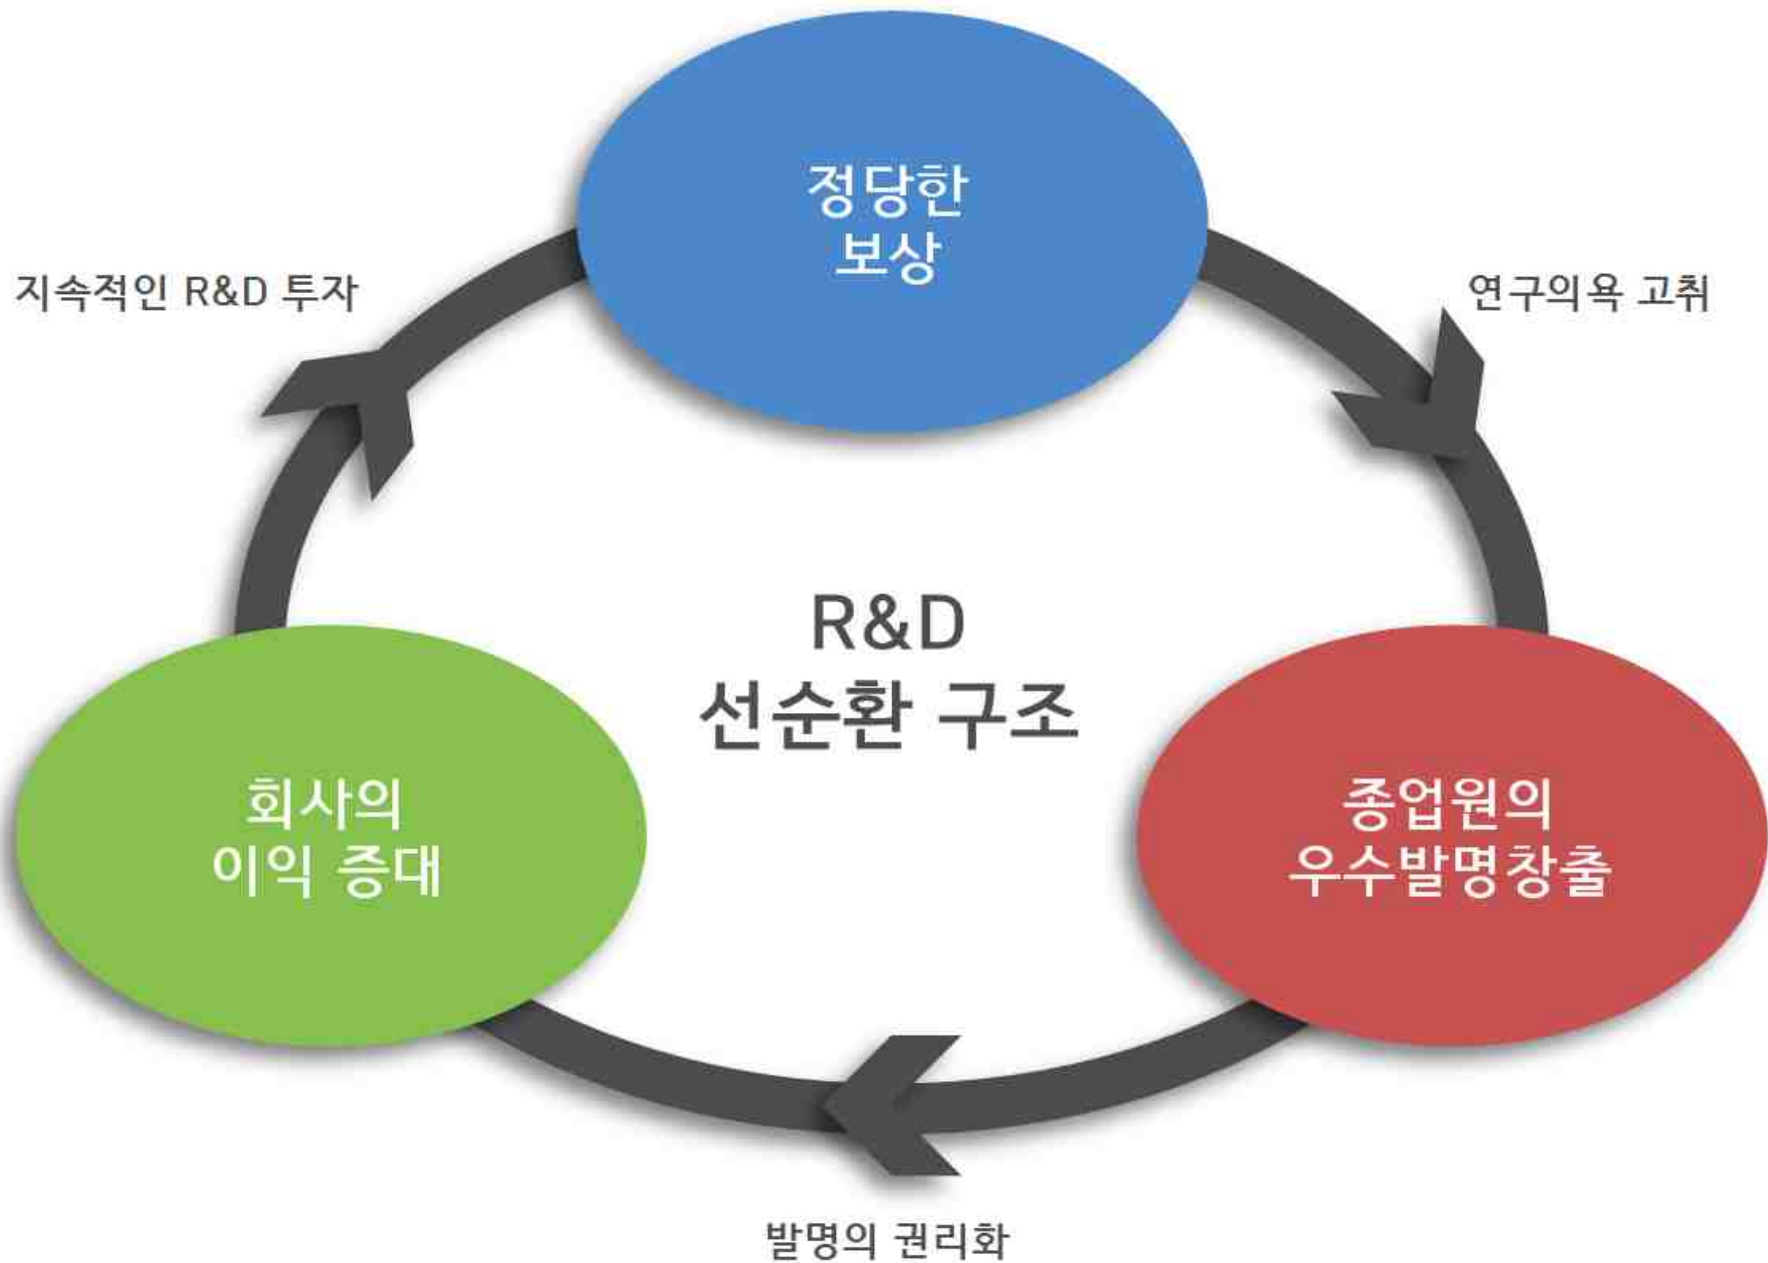 정당한
보상
지속적인 R&D 투자
연구의욕 고취
R&D
선순환 구조
회사의
이익 증대
종업원의
우수발명창출
발명의 권리화